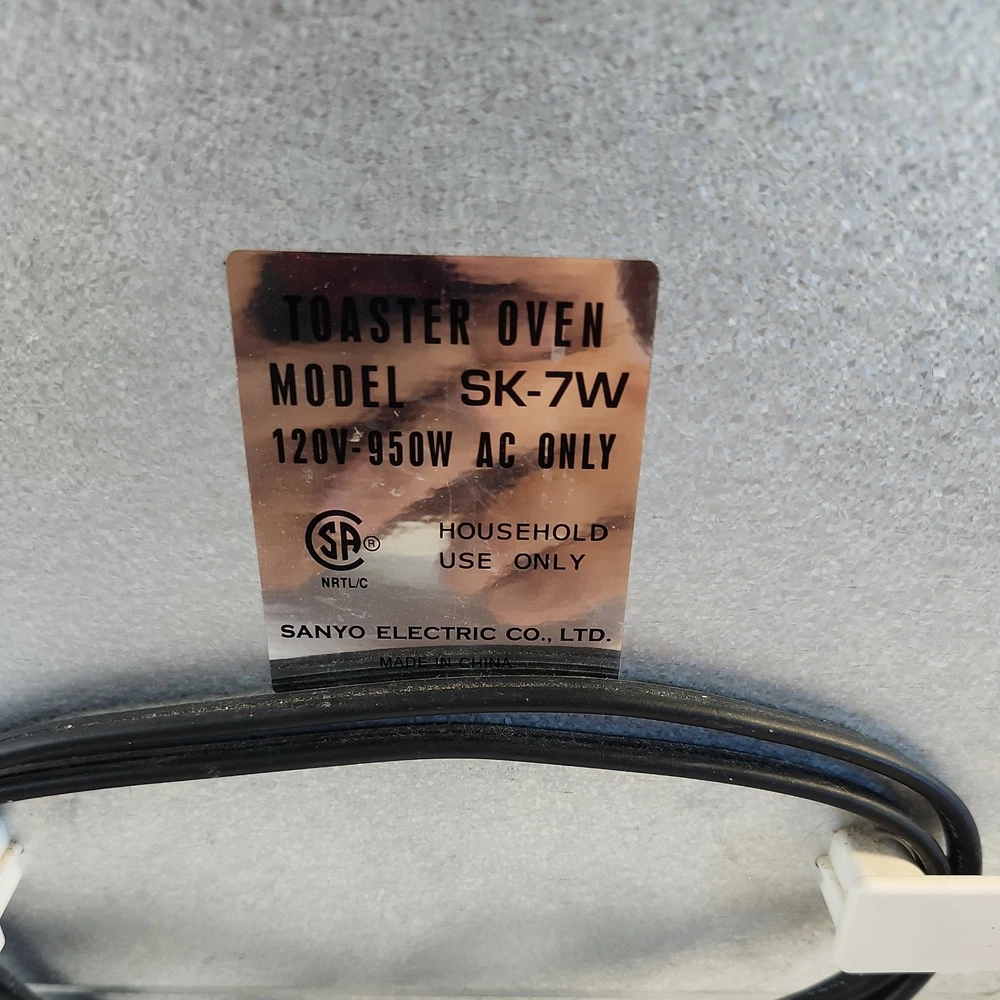 TOASTER OVEN
MODEL SK-7W
120V-950W AC ONLY
SA®
NRTL/C
HOUSEHOLD
USE ONLY
SANYO ELECTRIC CO., LTD.
MADE IN CHINA